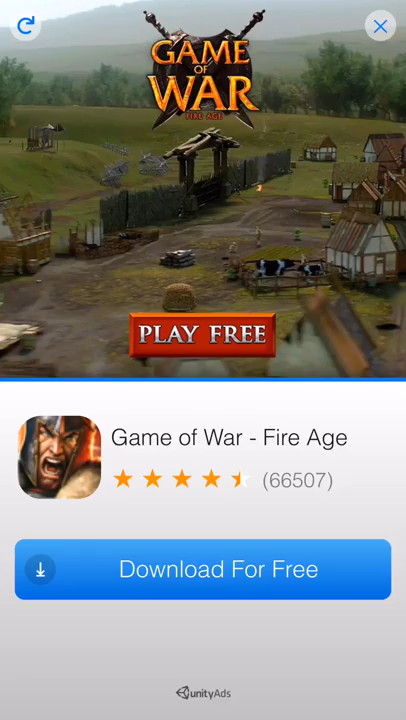 GAME
OF
WAR
FIRE AGE
PLAY FREE
Game of War - Fire Age
(66507)
Download For Free
unityAds